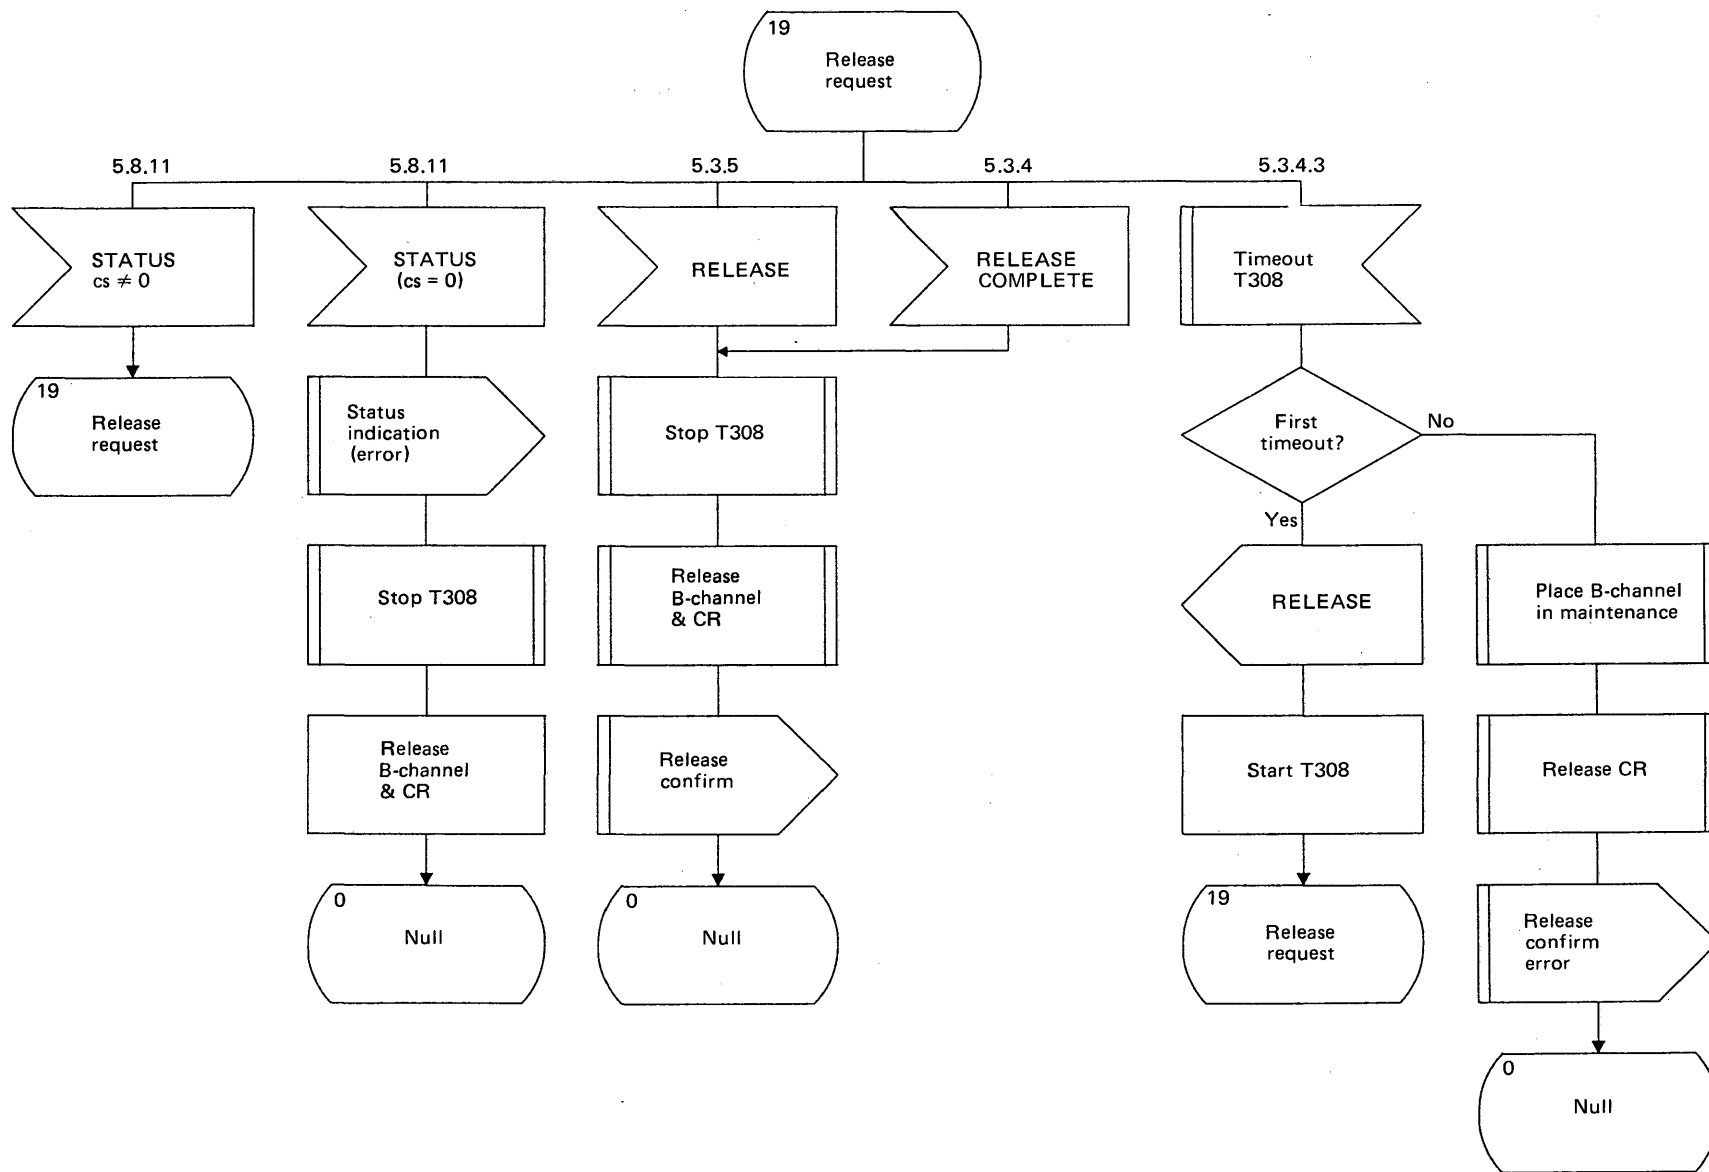 19
Release
request
5.8.11
5.8.11
5.3.5
5.3.4
5.3.4.3
STATUS
cs ≠ 0
STATUS
(cs = 0)
RELEASE
RELEASE
COMPLETE
Timeout
T308
19
Release
request
Status
indication
(error)
Stop T308
First
timeout?
No
Yes
Stop T308
Release
B-channel
& CR
RELEASE
Place B-channel
in maintenance
Release
B-channel
& CR
Release
confirm
Start T308
Release CR
0
Null
0
Null
19
Release
request
Release
confirm
error
0
Null